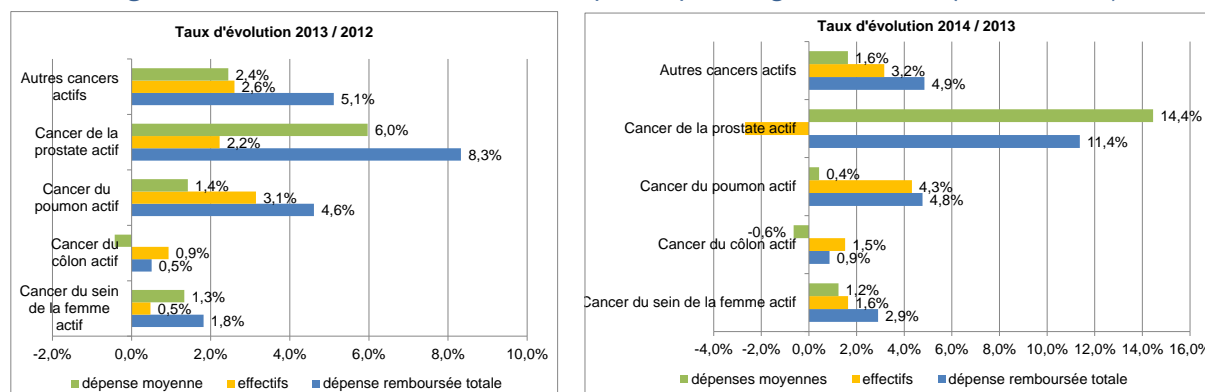 Taux d'évolution 2013 / 2012
Autres cancers
actifs
2,4%
2,6%
5,1%
Cancer de la
prostate actif
6,0%
2,2%
8,3%
Cancer du
poumon actif
1,4%
3,1%
4,6%
Cancer du
côlon actif
0,9%
0,5%
Cancer du sein
de la femme
actif
1,3%
0,5%
1,8%
-2,0% 0,0% 2,0% 4,0% 6,0% 8,0% 10,0%
dépense moyenne effectifs dépense remboursée totale
Taux d'évolution 2014 / 2013
Autres cancers actifs
1,6%
3,2%
4,9%
Cancer de la prostate actif
14,4%
11,4%
Cancer du poumon actif
0,4%
4,3%
4,8%
Cancer du côlon actif
-0,6%
1,5%
0,9%
Cancer du sein de la femme actif
1,2%
1,6%
2,9%
-4,0% -2,0% 0,0% 2,0% 4,0% 6,0% 8,0% 10,0% 12,0% 14,0% 16,0%
dépenses moyennes effectifs dépense remboursée totale